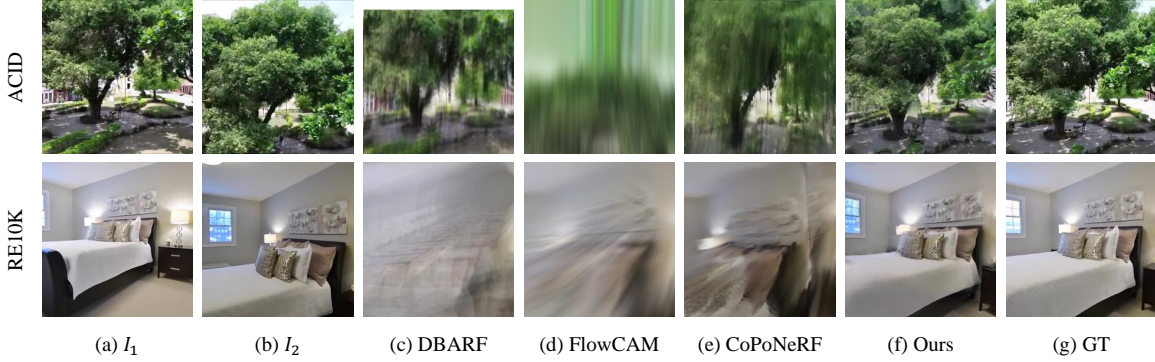 ACID
RE10K
(a) I₁ (b) I₂ (c) DBARF (d) FlowCAM (e) CoPoNeRF (f) Ours (g) GT